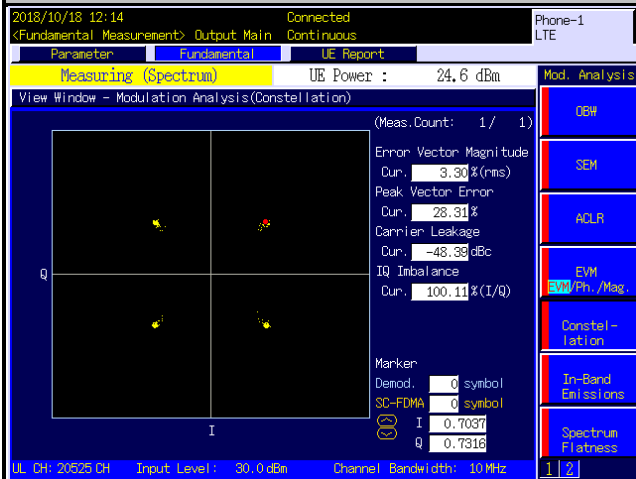 2018/10/18 12:14 Connected Phone-1
<Fundamental Measurement> Output Main Continuous LTE
Parameter Fundamental UE Report
Measuring (Spectrum) UE Power : 24.6 dBm Mod. Analysis
View Window - Modulation Analysis(Constellation)
(Meas.Count: 1/ 1)
OBW
Error Vector Magnitude
Cur. 3.30 %(rms)
SEM
Peak Vector Error
Cur. 28.31 %
ACLR
Carrier Leakage
Cur. -48.39 dBc
IQ Imbalance
Cur. 100.11 %(I/Q)
EVM
EVM/Ph./Mag.
Q
Constel-
lation
Marker
Demod. 0 symbol
SC-FDMA 0 symbol
I 0.7037
Q 0.7316
In-Band
Emissions
I
Spectrum
Flatness
UL CH: 20525 CH Input Level: 30.0 dBm Channel Bandwidth: 10 MHz 1 2